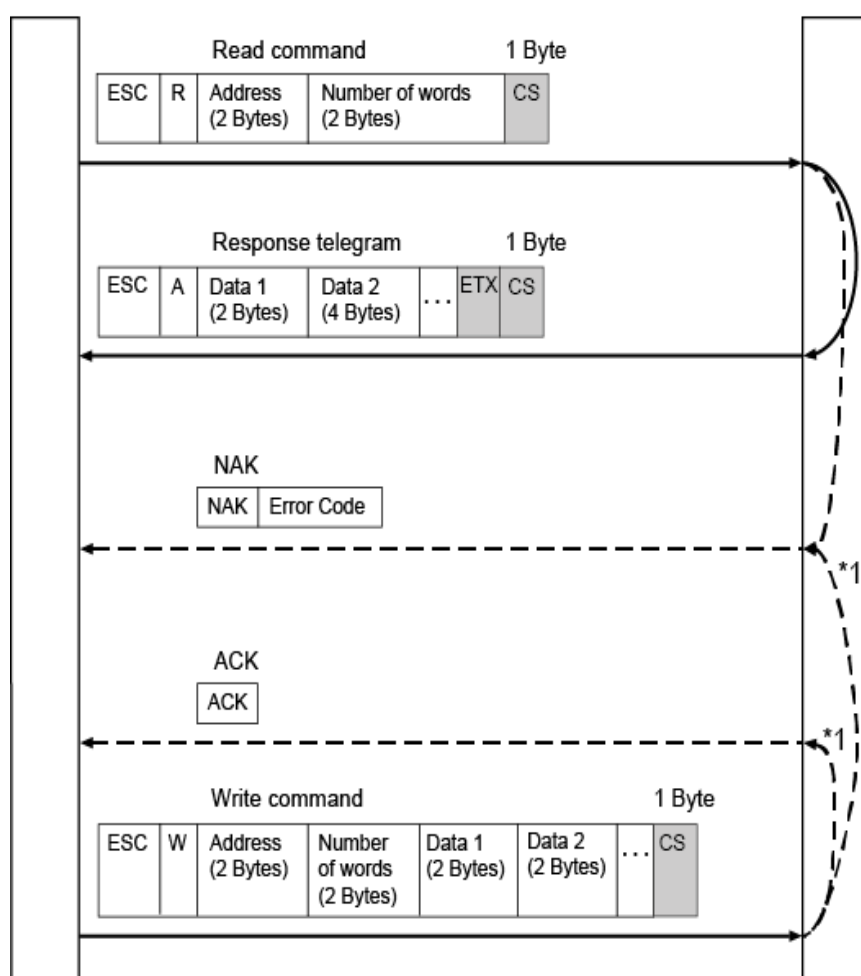 Read command 1 Byte
ESC R Address Number of words CS
(2 Bytes) (2 Bytes)
Response telegram 1 Byte
ESC A Data 1 Data 2 ... ETX CS
(2 Bytes) (4 Bytes)
NAK
NAK Error Code
*1
ACK
ACK
*1
Write command 1 Byte
ESC W Address Number Data 1 Data 2 ... CS
(2 Bytes) of words (2 Bytes) (2 Bytes)
(2 Bytes)